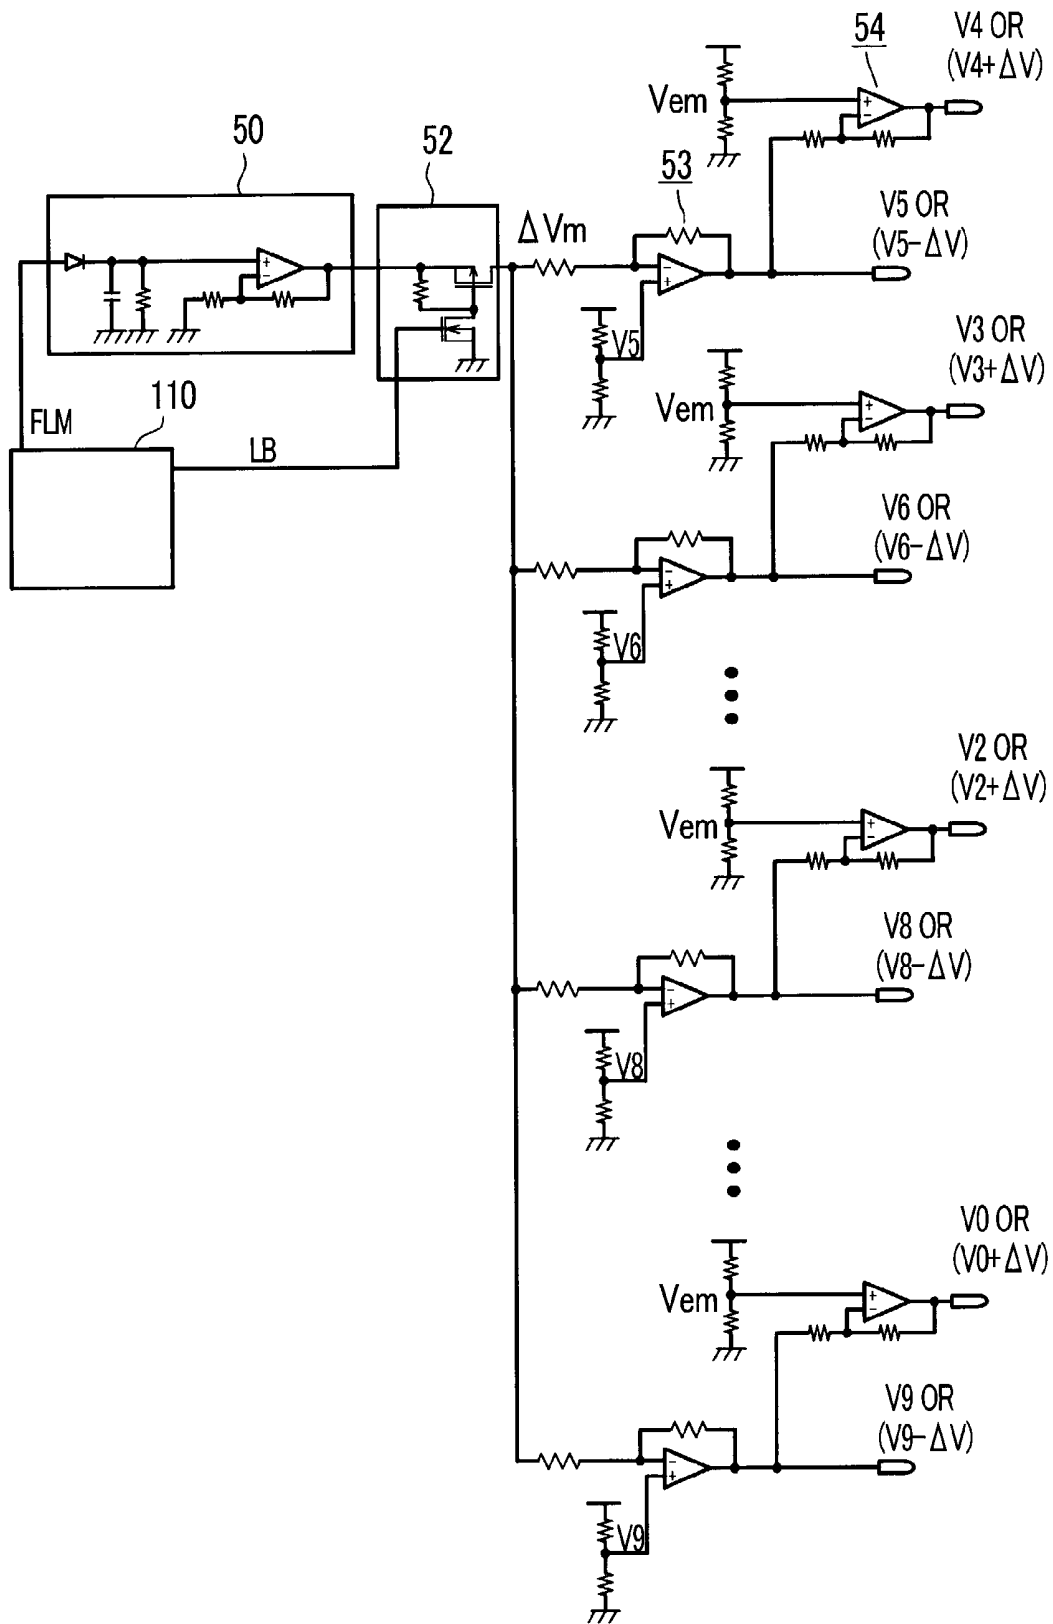 54
V4 OR
(V4+ΔV)
Vem
50
52
53
ΔVm
V5 OR
(V5-ΔV)
V5
V3 OR
(V3+ΔV)
Vem
FLM
110
LB
V6 OR
(V6-ΔV)
V6
V2 OR
(V2+ΔV)
Vem
V8 OR
(V8-ΔV)
V8
V0 OR
(V0+ΔV)
Vem
V9 OR
(V9-ΔV)
V9